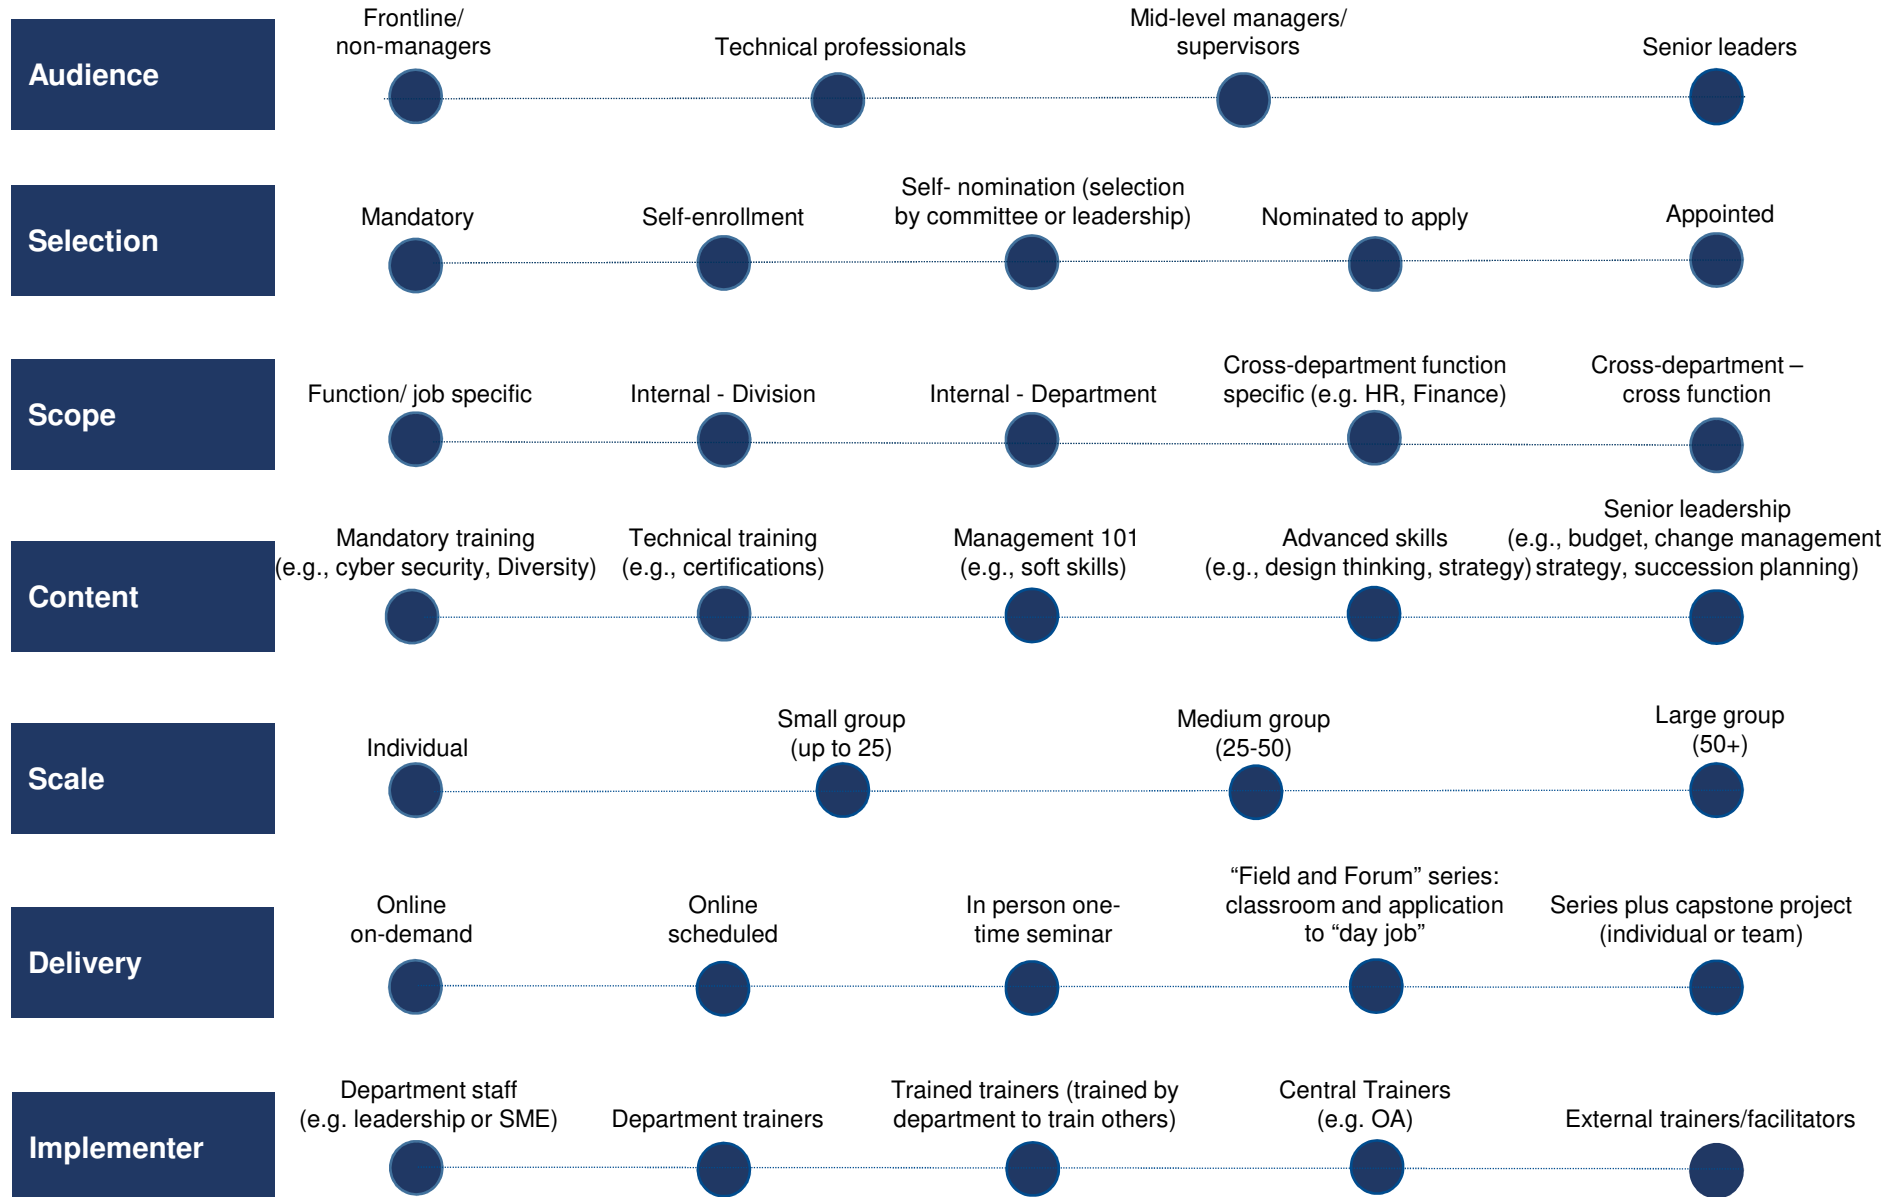 Audience
Frontline/
non-managers
Technical professionals
Mid-level managers/
supervisors
Senior leaders
Selection
Mandatory
Self-enrollment
Self- nomination (selection
by committee or leadership)
Nominated to apply
Appointed
Scope
Function/ job specific
Internal - Division
Internal - Department
Cross-department function
specific (e.g. HR, Finance)
Cross-department –
cross function
Content
Mandatory training
(e.g., cyber security, Diversity)
Technical training
(e.g., certifications)
Management 101
(e.g., soft skills)
Advanced skills
(e.g., design thinking, strategy)
Senior leadership
(e.g., budget, change management
strategy, succession planning)
Scale
Individual
Small group
(up to 25)
Medium group
(25-50)
Large group
(50+)
Delivery
Online
on-demand
Online
scheduled
In person one-
time seminar
“Field and Forum” series:
classroom and application
to “day job”
Series plus capstone project
(individual or team)
Implementer
Department staff
(e.g. leadership or SME)
Department trainers
Trained trainers (trained by
department to train others)
Central Trainers
(e.g. OA)
External trainers/facilitators